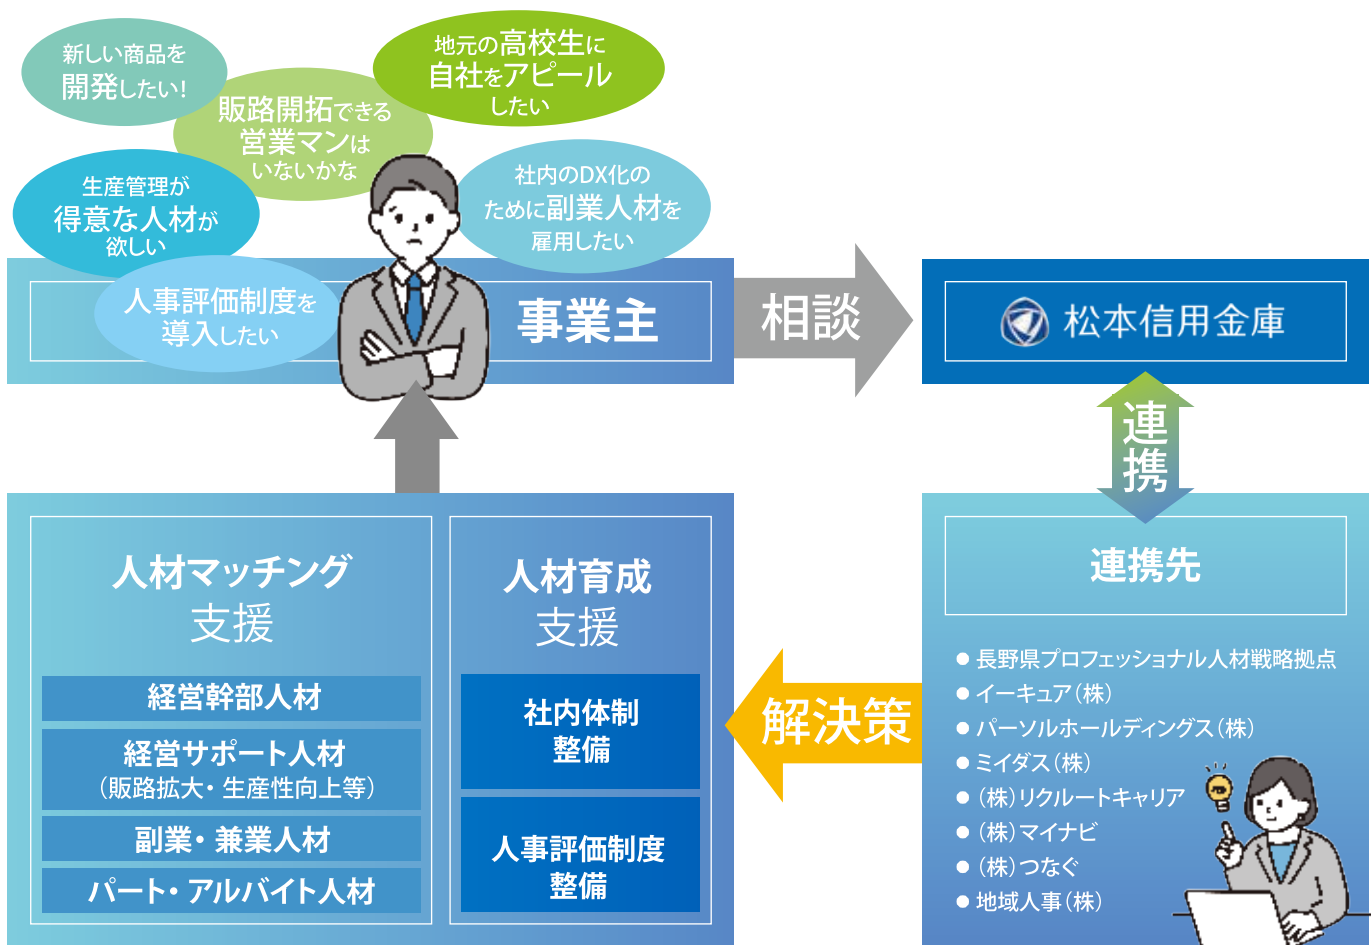 新しい商品を
開発したい!
販路開拓できる
営業マンは
いないかな
地元の高校生に
自社をアピール
したい
生産管理が
得意な人材が
欲しい
社内のDX化の
ために副業人材を
雇用したい
人事評価制度を
導入したい
事業主
相談
松本信用金庫
連携
連携先
長野県プロフェッショナル人材戦略拠点
イーキュア(株)
パーソルホールディングス(株)
ミイダス(株)
(株)リクルートキャリア
(株)マイナビ
(株)つなぐ
地域人事(株)
解決策
人材マッチング
支援
経営幹部人材
経営サポート人材
(販路拡大・生産性向上等)
副業・兼業人材
パート・アルバイト人材
人材育成
支援
社内体制
整備
人事評価制度
整備